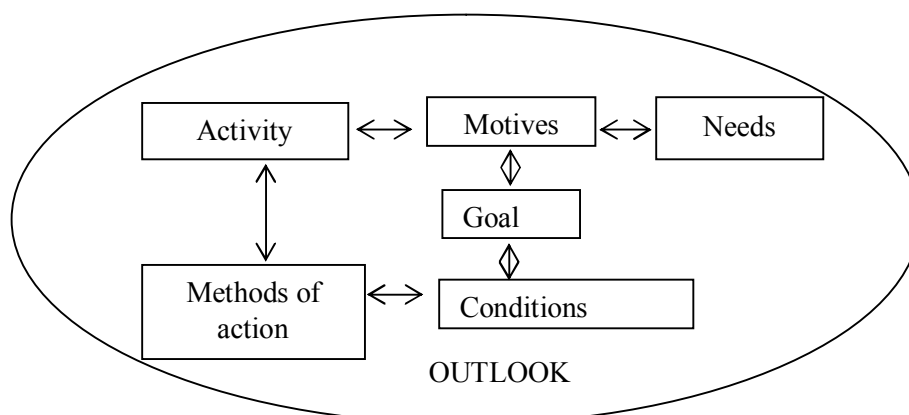 Activity
Motives
Needs
Goal
Methods of
action
Conditions
OUTLOOK